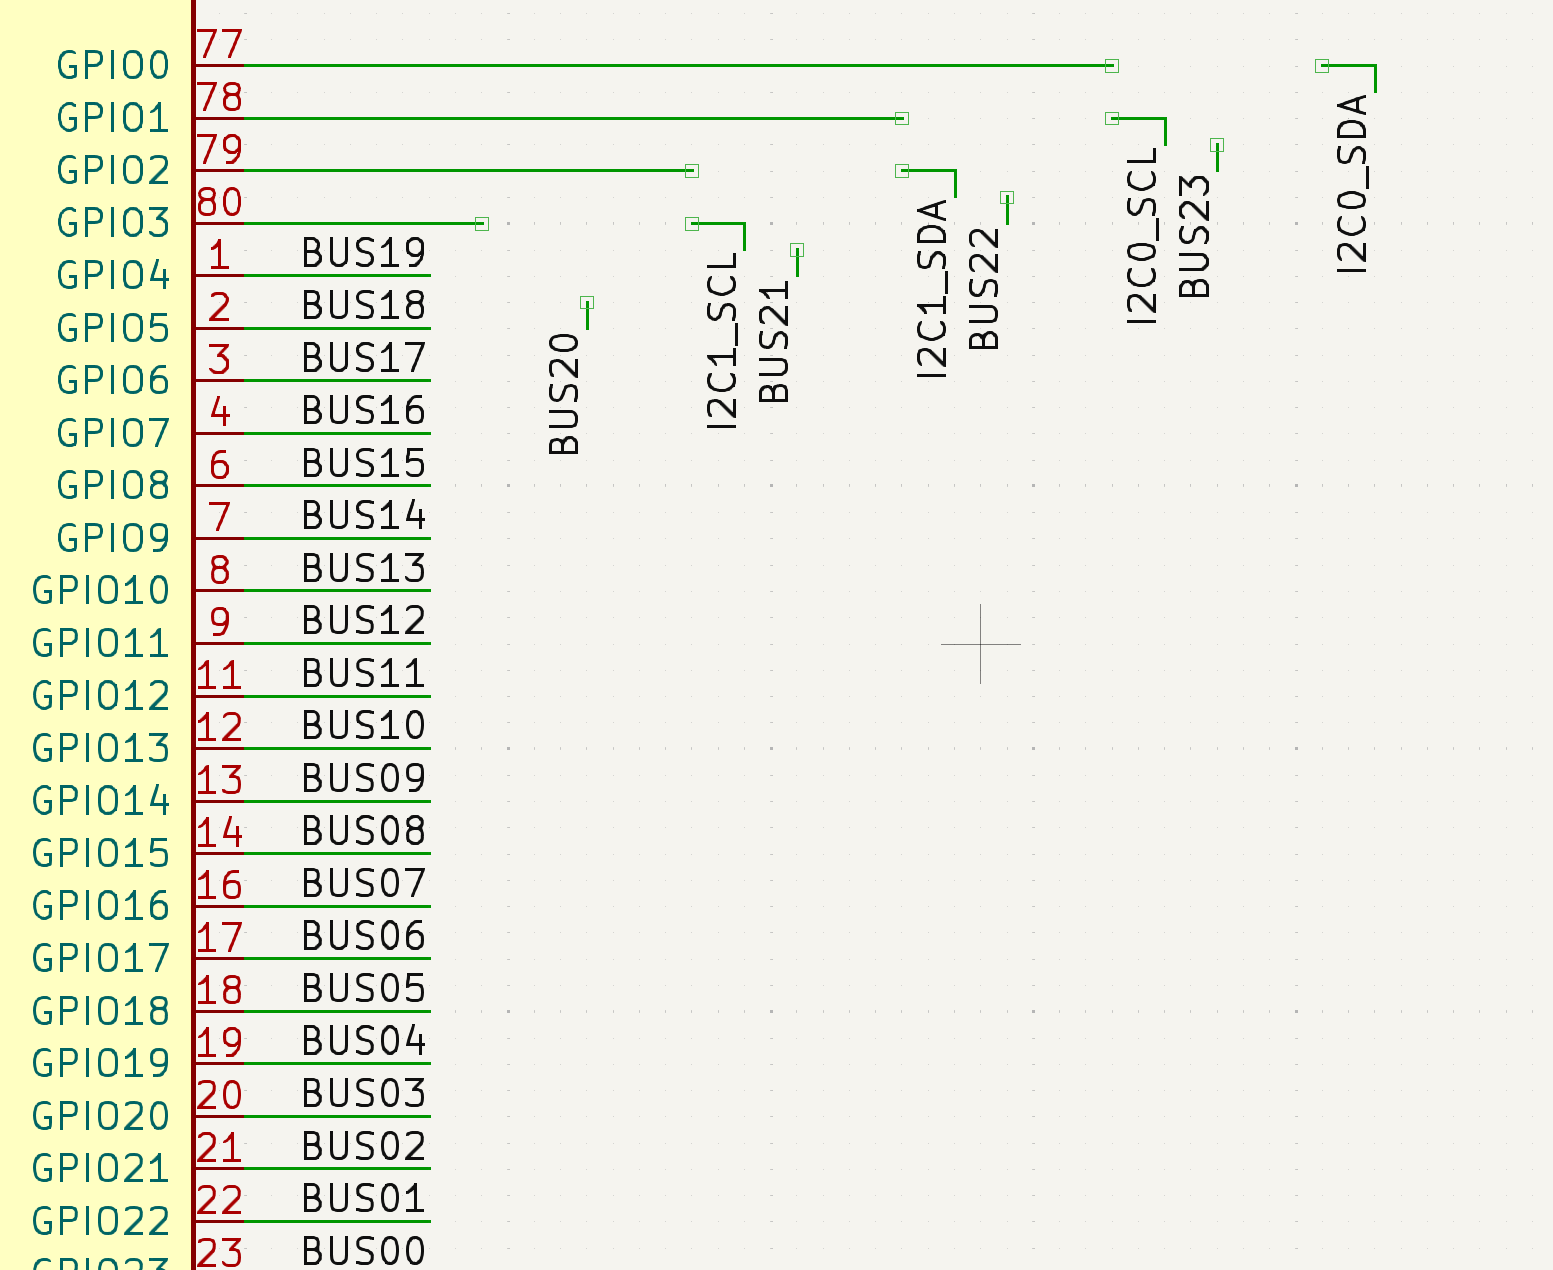 GPIO0 77
GPIO1 78
GPIO2 79
GPIO3 80
GPIO4 1 BUS19
GPIO5 2 BUS18
GPIO6 3 BUS17
GPIO7 4 BUS16
GPIO8 6 BUS15
GPIO9 7 BUS14
GPIO10 8 BUS13
GPIO11 9 BUS12
GPIO12 11 BUS11
GPIO13 12 BUS10
GPIO14 13 BUS09
GPIO15 14 BUS08
GPIO16 16 BUS07
GPIO17 17 BUS06
GPIO18 18 BUS05
GPIO19 19 BUS04
GPIO20 20 BUS03
GPIO21 21 BUS02
GPIO22 22 BUS01
GPIO23 23 BUS00
BUS20
I2C1_SCL
BUS21
I2C1_SDA
BUS22
I2C0_SCL
BUS23
I2C0_SDA